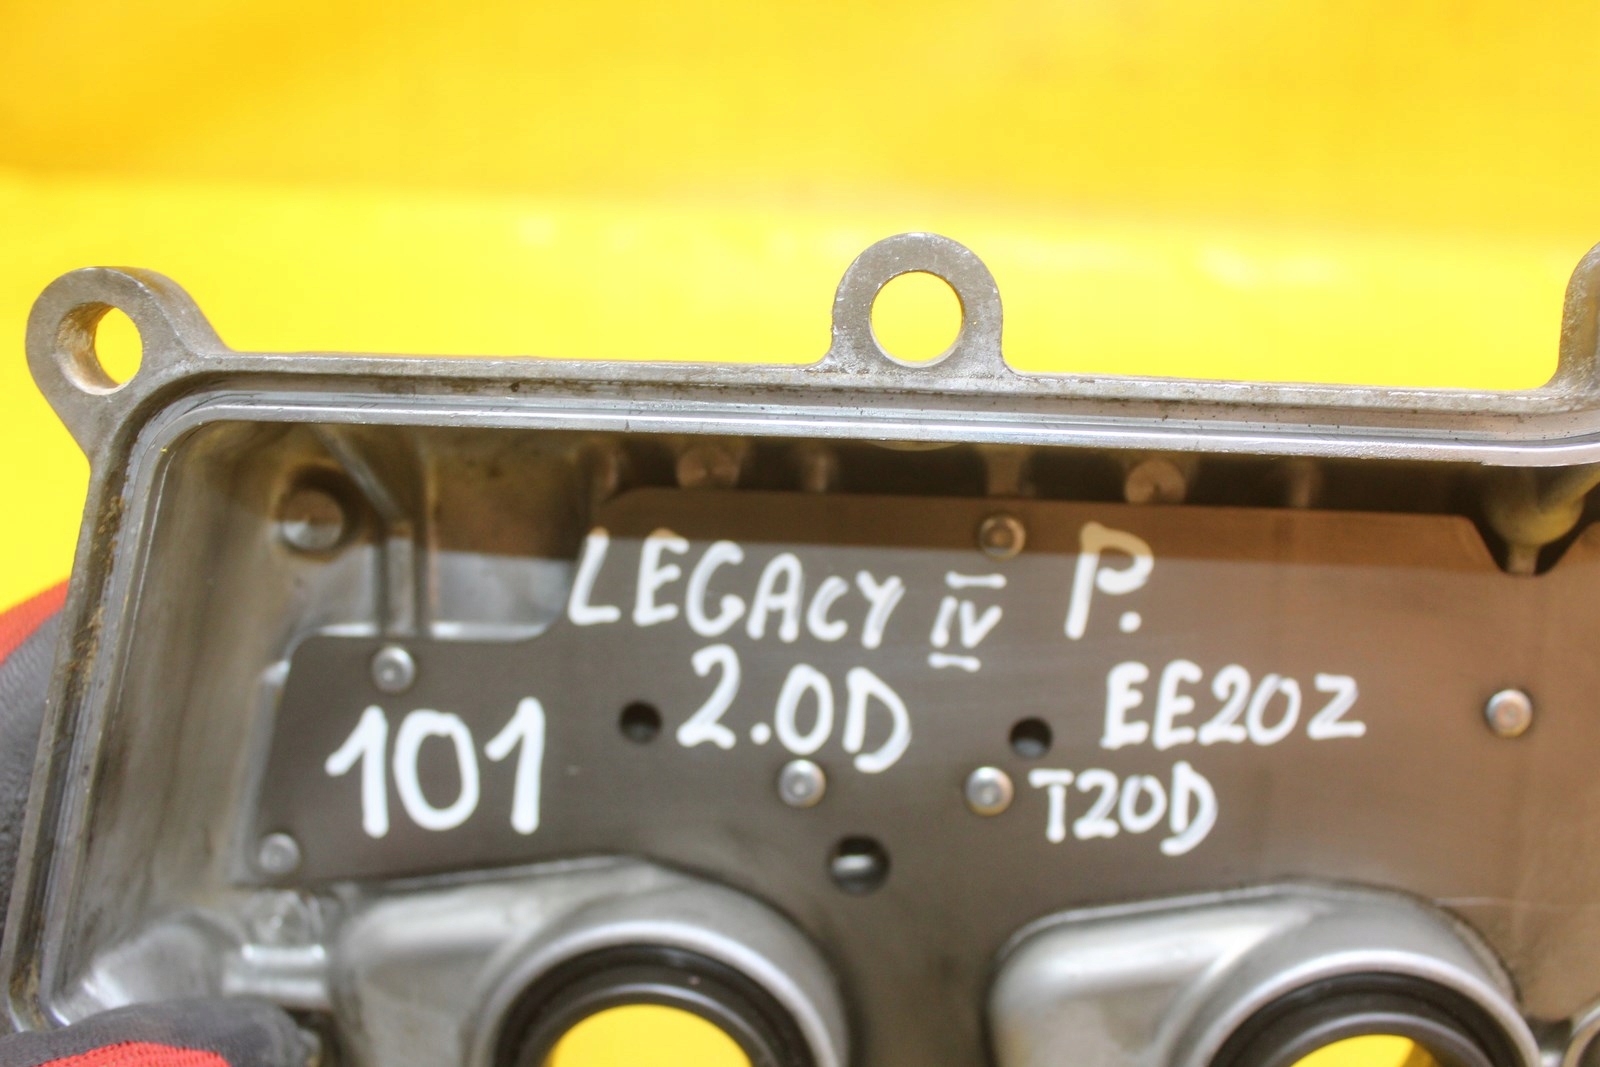 LEGACY IV P.
2.0D EE20Z
101 T20D